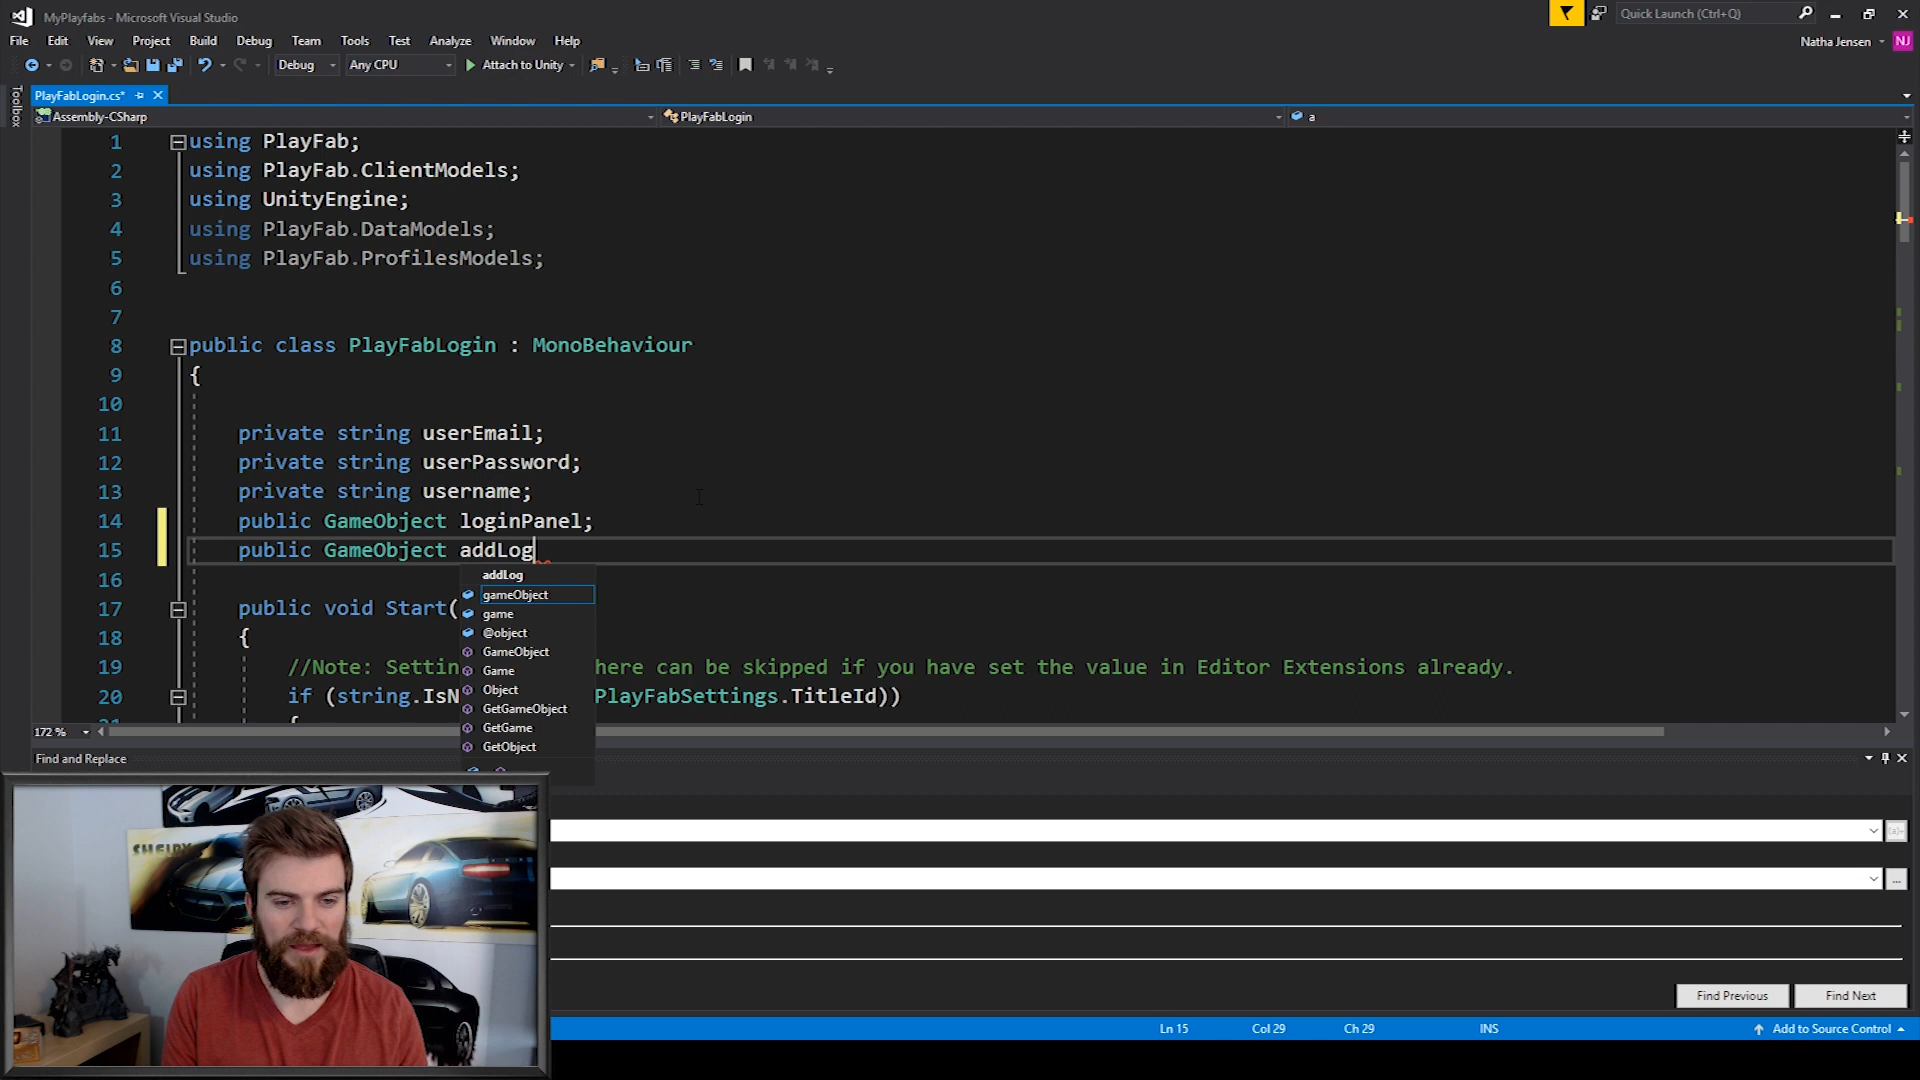 MyPlayfabs - Microsoft Visual Studio
Quick Launch (Ctrl+Q)
File Edit View Project Build Debug Team Tools Test Analyze Window Help
Natha Jensen NJ
Debug Any CPU Attach to Unity
Toolbox
PlayFabLogin.cs*
Assembly-CSharp PlayFabLogin a
1 using PlayFab;
2 using PlayFab.ClientModels;
3 using UnityEngine;
4 using PlayFab.DataModels;
5 using PlayFab.ProfilesModels;
6
7
8 public class PlayFabLogin : MonoBehaviour
9 {
10
11 private string userEmail;
12 private string userPassword;
13 private string username;
14 public GameObject loginPanel;
15 public GameObject addLog
16
17 public void Start(
18 {
19 //Note: Settin here can be skipped if you have set the value in Editor Extensions already.
20 if (string.IsN PlayFabSettings.TitleId))
21 {
addLog
gameObject
game
@object
GameObject
Game
Object
GetGameObject
GetGame
GetObject
172 %
Find and Replace
SHELBY
...
Find Previous Find Next
Ln 15 Col 29 Ch 29 INS Add to Source Control